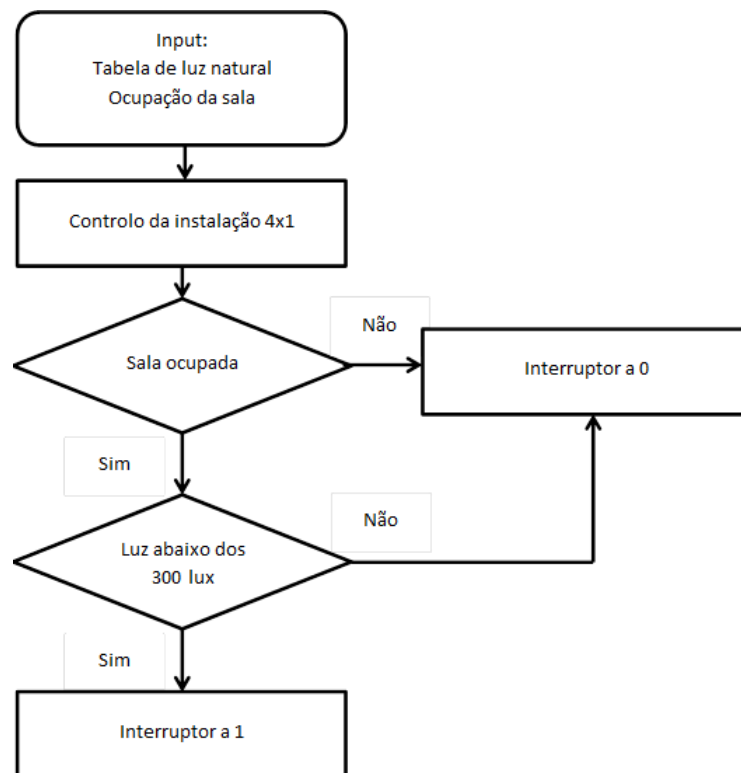 Input:
Tabela de luz natural
Ocupação da sala
Controlo da instalação 4x1
Sala ocupada
Não
Interruptor a 0
Sim
Luz abaixo dos
300 lux
Não
Sim
Interruptor a 1